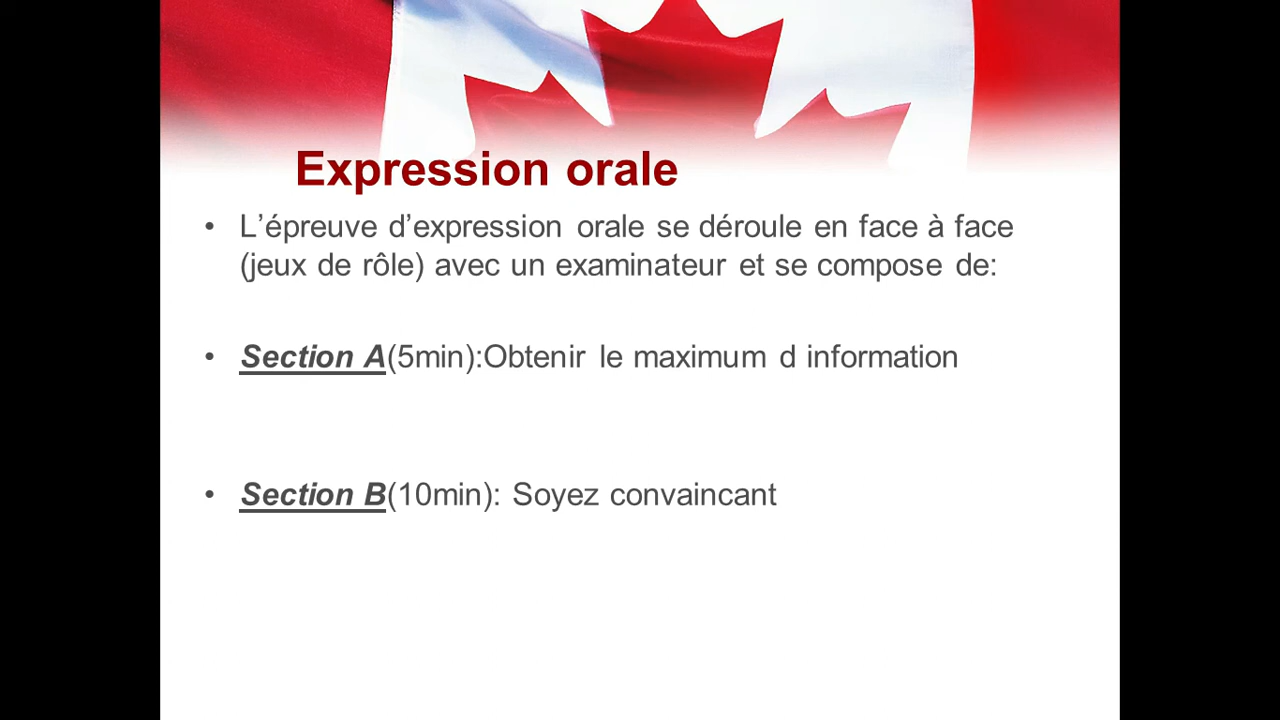 Expression orale
• L’épreuve d’expression orale se déroule en face à face
(jeux de rôle) avec un examinateur et se compose de:
• Section A(5min):Obtenir le maximum d information
• Section B(10min): Soyez convaincant